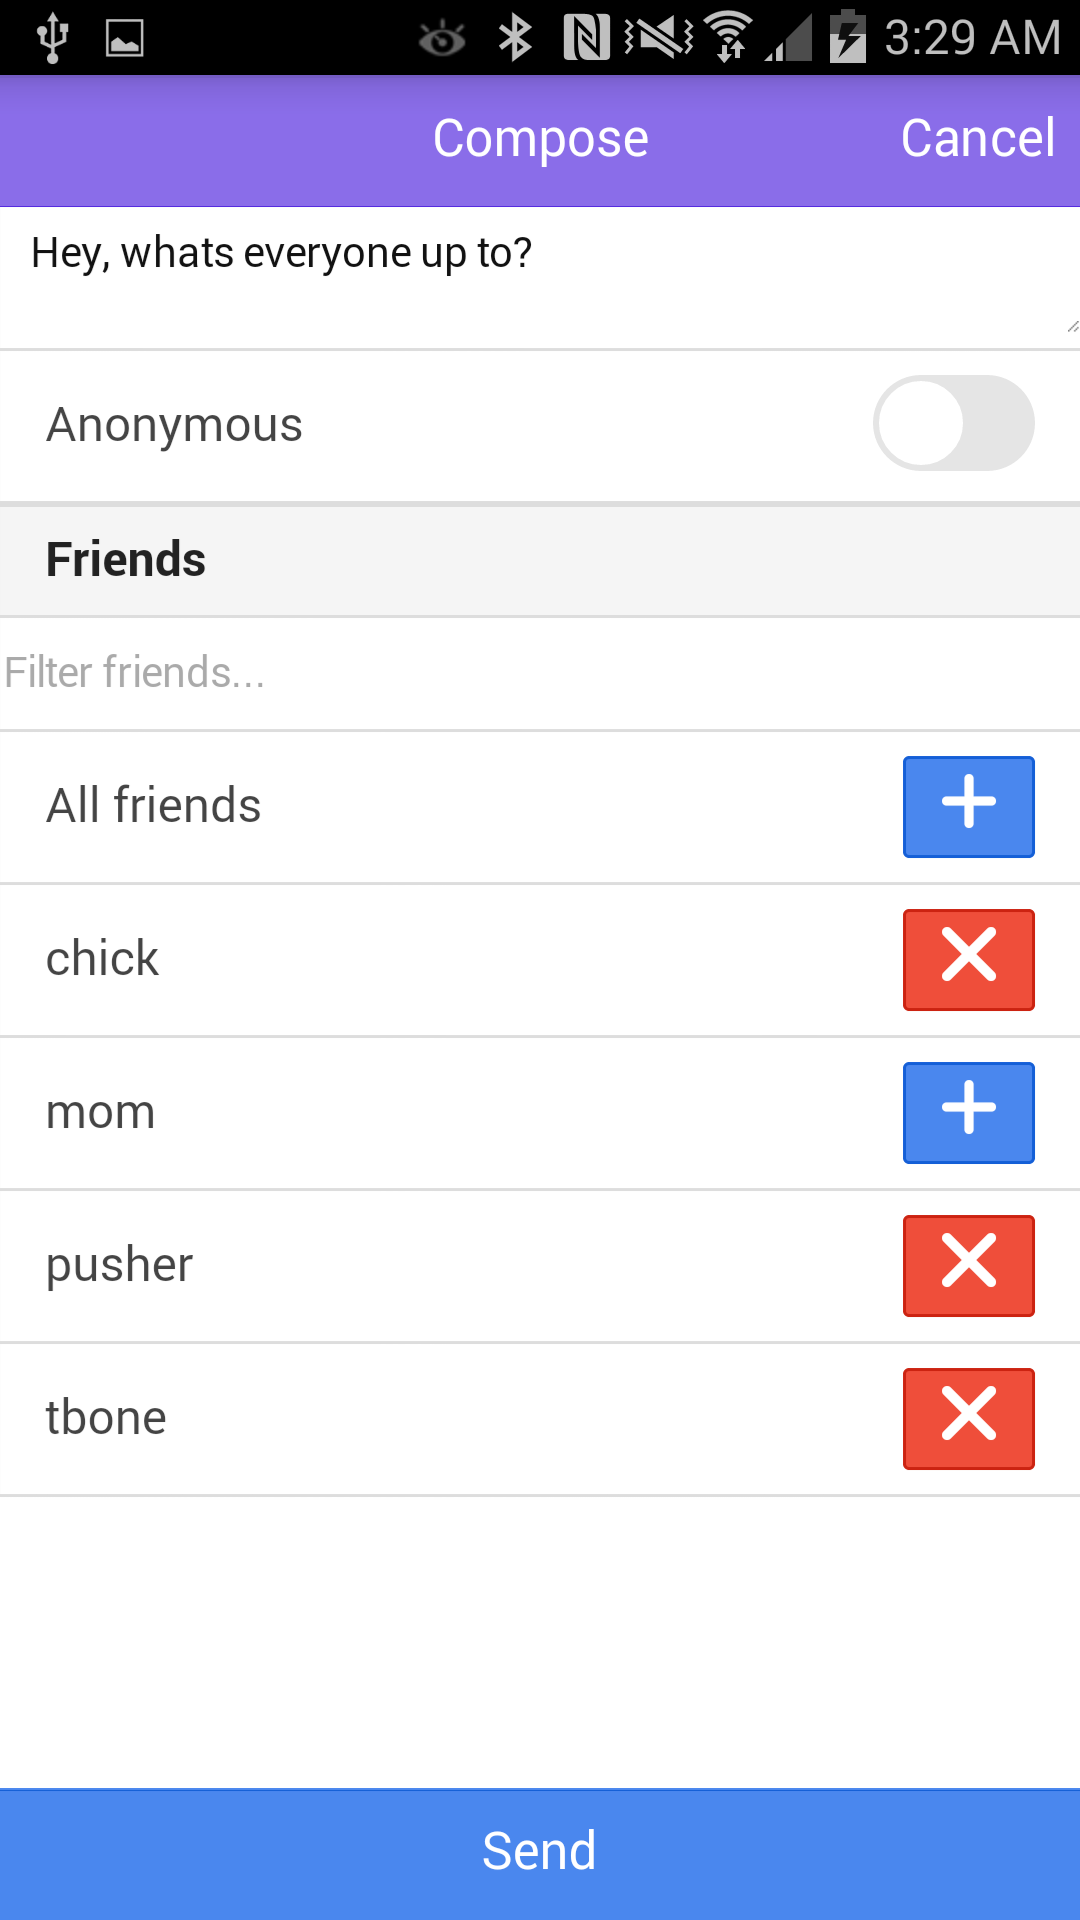 3:29 AM
Compose
Cancel
Hey, whats everyone up to?
Anonymous
Friends
Filter friends...
All friends
chick
mom
pusher
tbone
Send